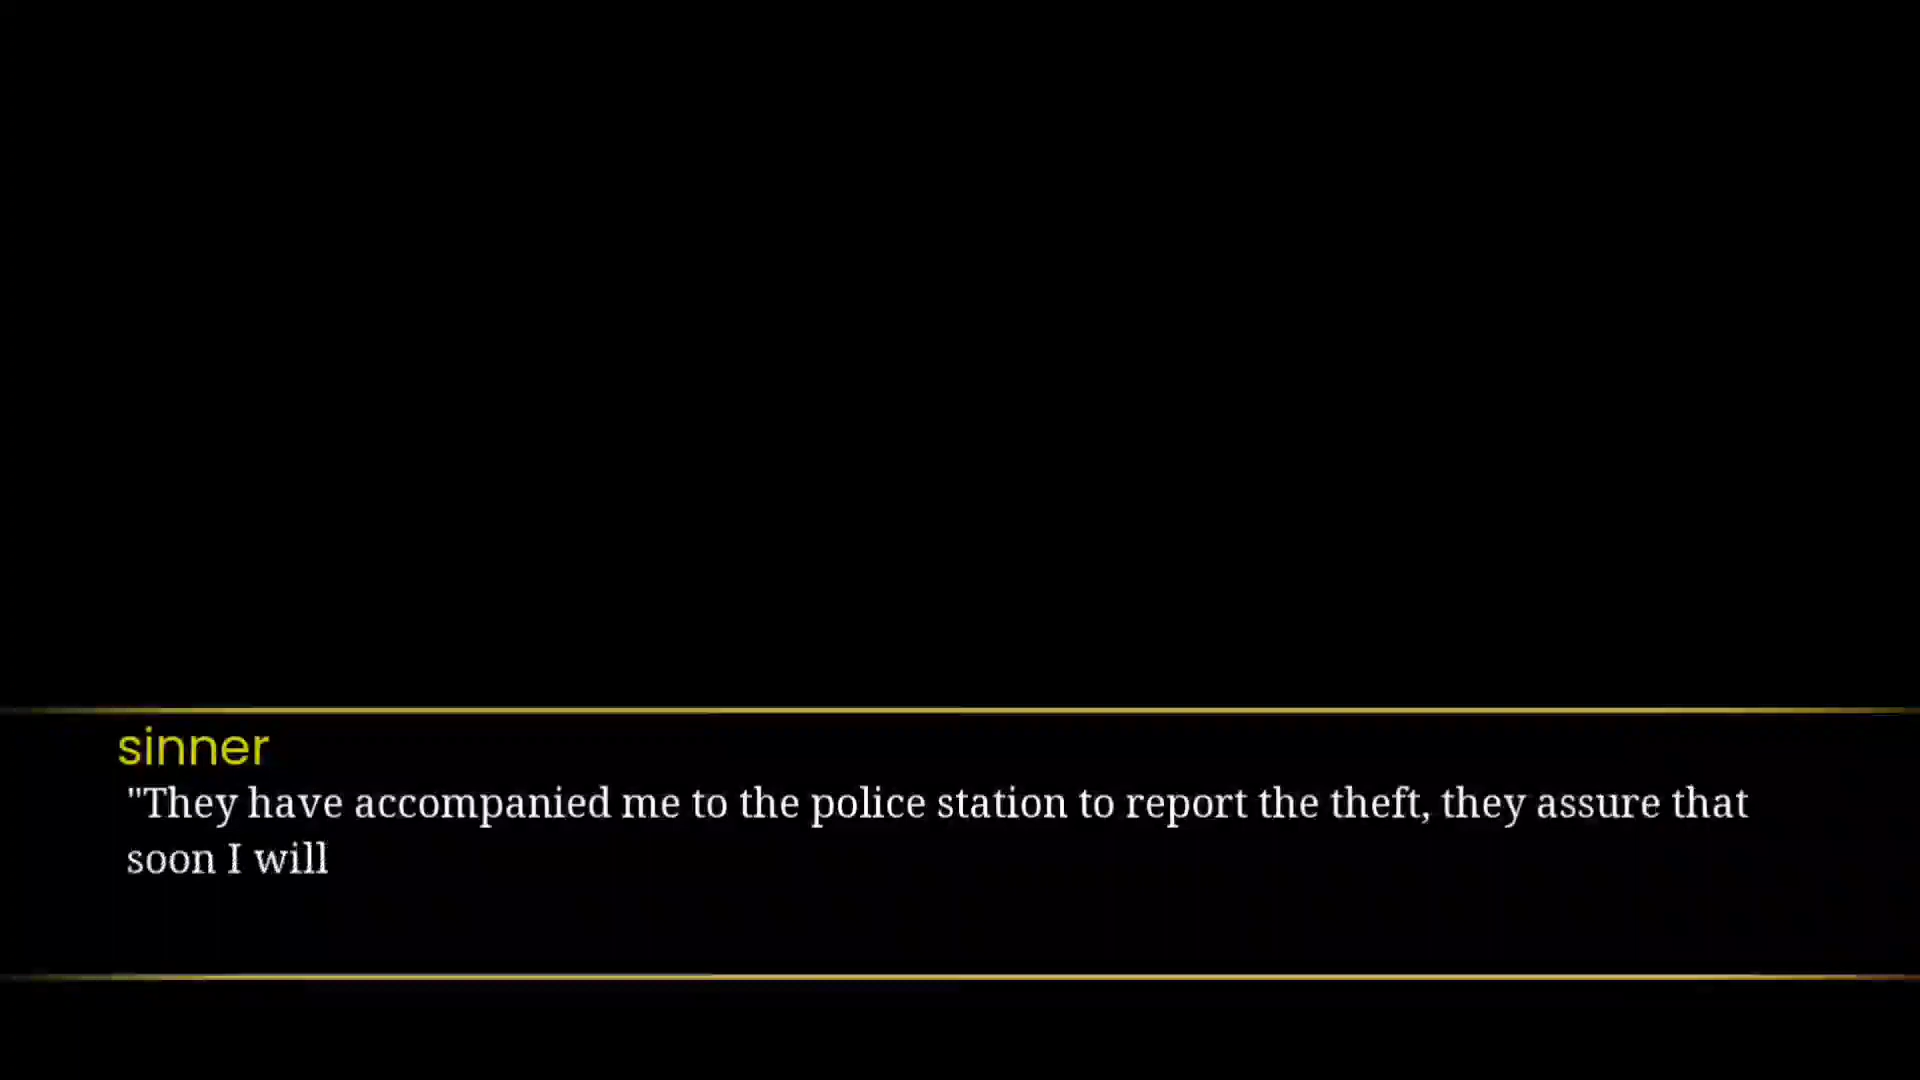 sinner
"They have accompanied me to the police station to report the theft, they assure that
soon I will